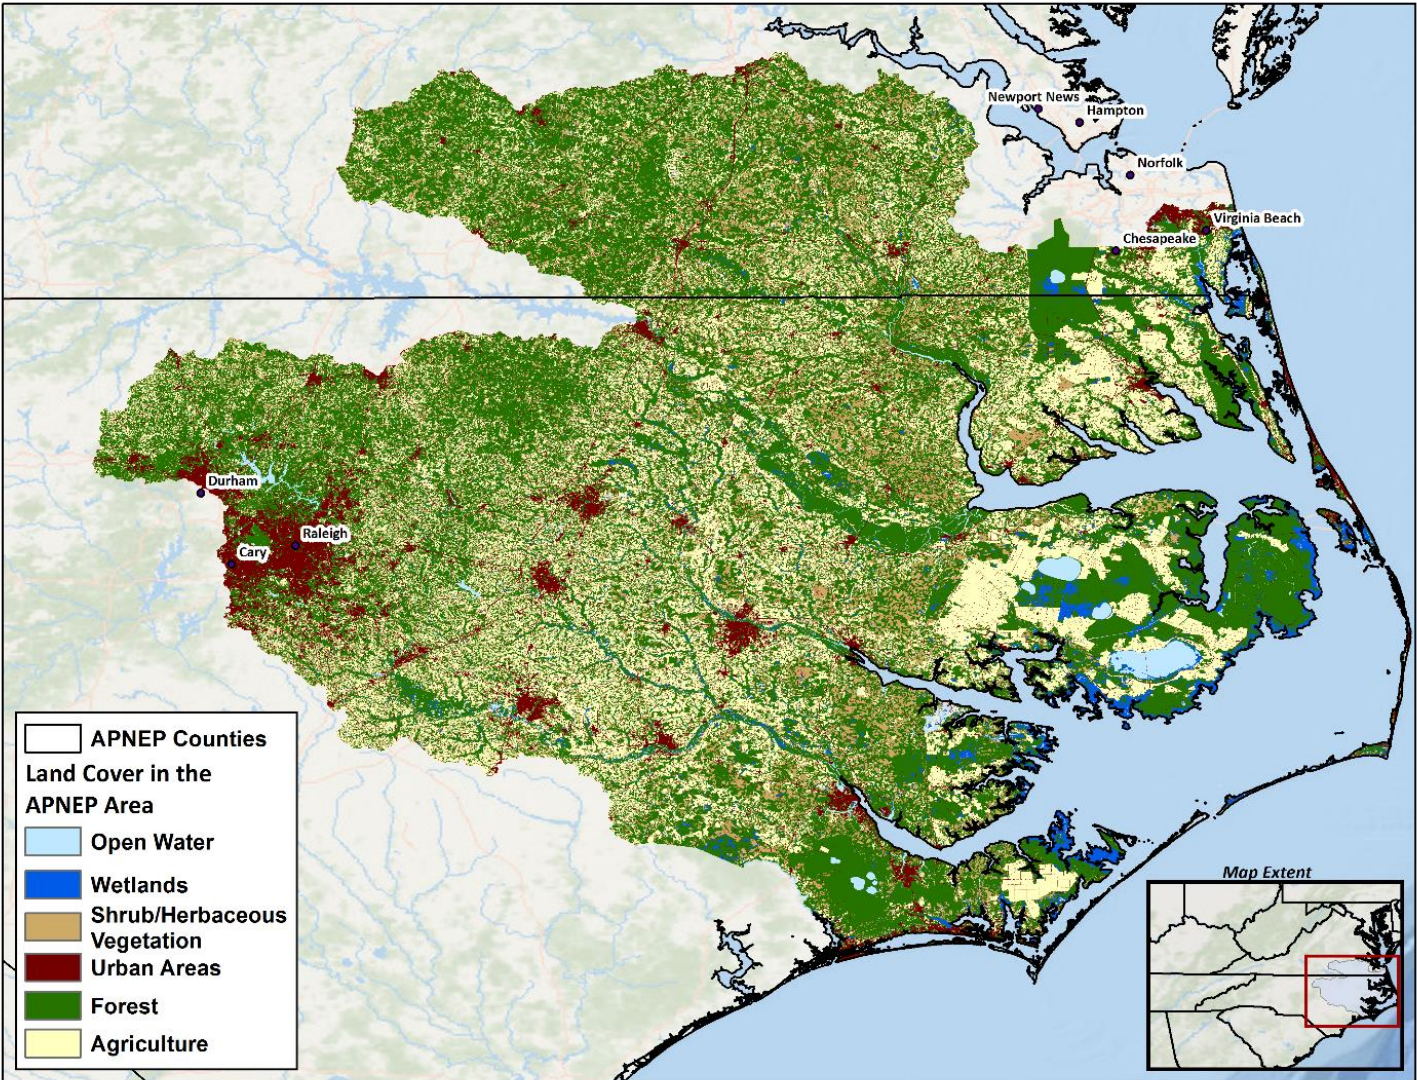 Newport News
Hampton
Norfolk
Virginia Beach
Chesapeake
Durham
Raleigh
Cary
APNEP Counties
Land Cover in the
APNEP Area
Open Water
Wetlands
Shrub/Herbaceous
Vegetation
Urban Areas
Forest
Agriculture
Map Extent